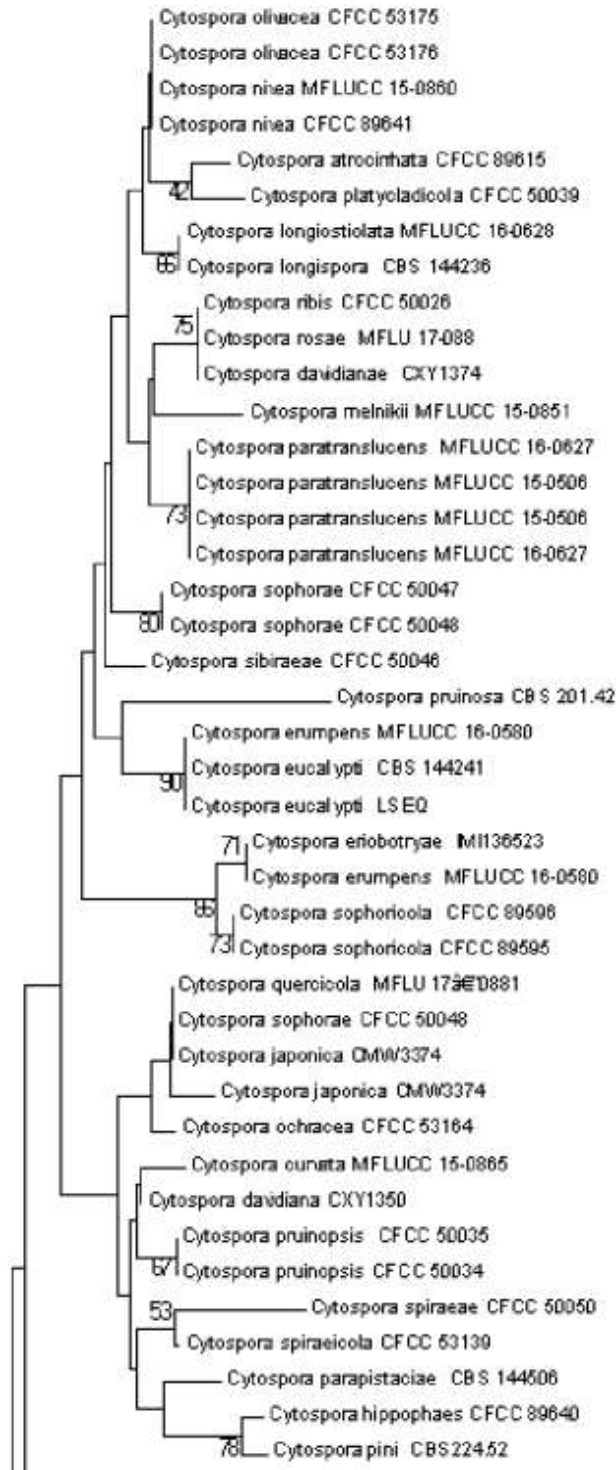 Cytospora olivacea CFCC 53175
Cytospora olivacea CFCC 53176
Cytospora nivea MFLUCC 15-0860
Cytospora nivea CFCC 89641
Cytospora atrocirrhata CFCC 89615
42
Cytospora platycladicola CFCC 50039
Cytospora longiostiolata MFLUCC 16-0628
Cytospora longispora CBS 144236
Cytospora ribis CFCC 50026
75
Cytospora rosae MFLU 17-088
Cytospora davidianae CXY1374
Cytospora melnikii MFLUCC 15-0851
Cytospora paratranslucens MFLUCC 16-0627
Cytospora paratranslucens MFLUCC 15-0506
73
Cytospora paratranslucens MFLUCC 15-0506
Cytospora paratranslucens MFLUCC 16-0627
Cytospora sophorae CFCC 50047
80
Cytospora sophorae CFCC 50048
Cytospora sibiraeae CFCC 50046
Cytospora pruinosa CBS 201.42
Cytospora erumpens MFLUCC 16-0580
Cytospora eucalypti CBS 144241
90
Cytospora eucalypti LSEQ
71
Cytospora eriobotryae IMI136523
Cytospora erumpens MFLUCC 16-0580
Cytospora sophoricola CFCC 89596
73
Cytospora sophoricola CFCC 89595
Cytospora quercicola MFLU 17â€0881
Cytospora sophorae CFCC 50048
Cytospora japonica CMW3374
Cytospora japonica CMW3374
Cytospora ochracea CFCC 53164
Cytospora curvata MFLUCC 15-0865
Cytospora davidiana CXY1350
Cytospora pruinopsis CFCC 50035
67
Cytospora pruinopsis CFCC 50034
53
Cytospora spiraeae CFCC 50050
Cytospora spiraeicola CFCC 53139
Cytospora parapistaciae CBS 144506
Cytospora hippophaes CFCC 89640
78
Cytospora pini CBS224.52